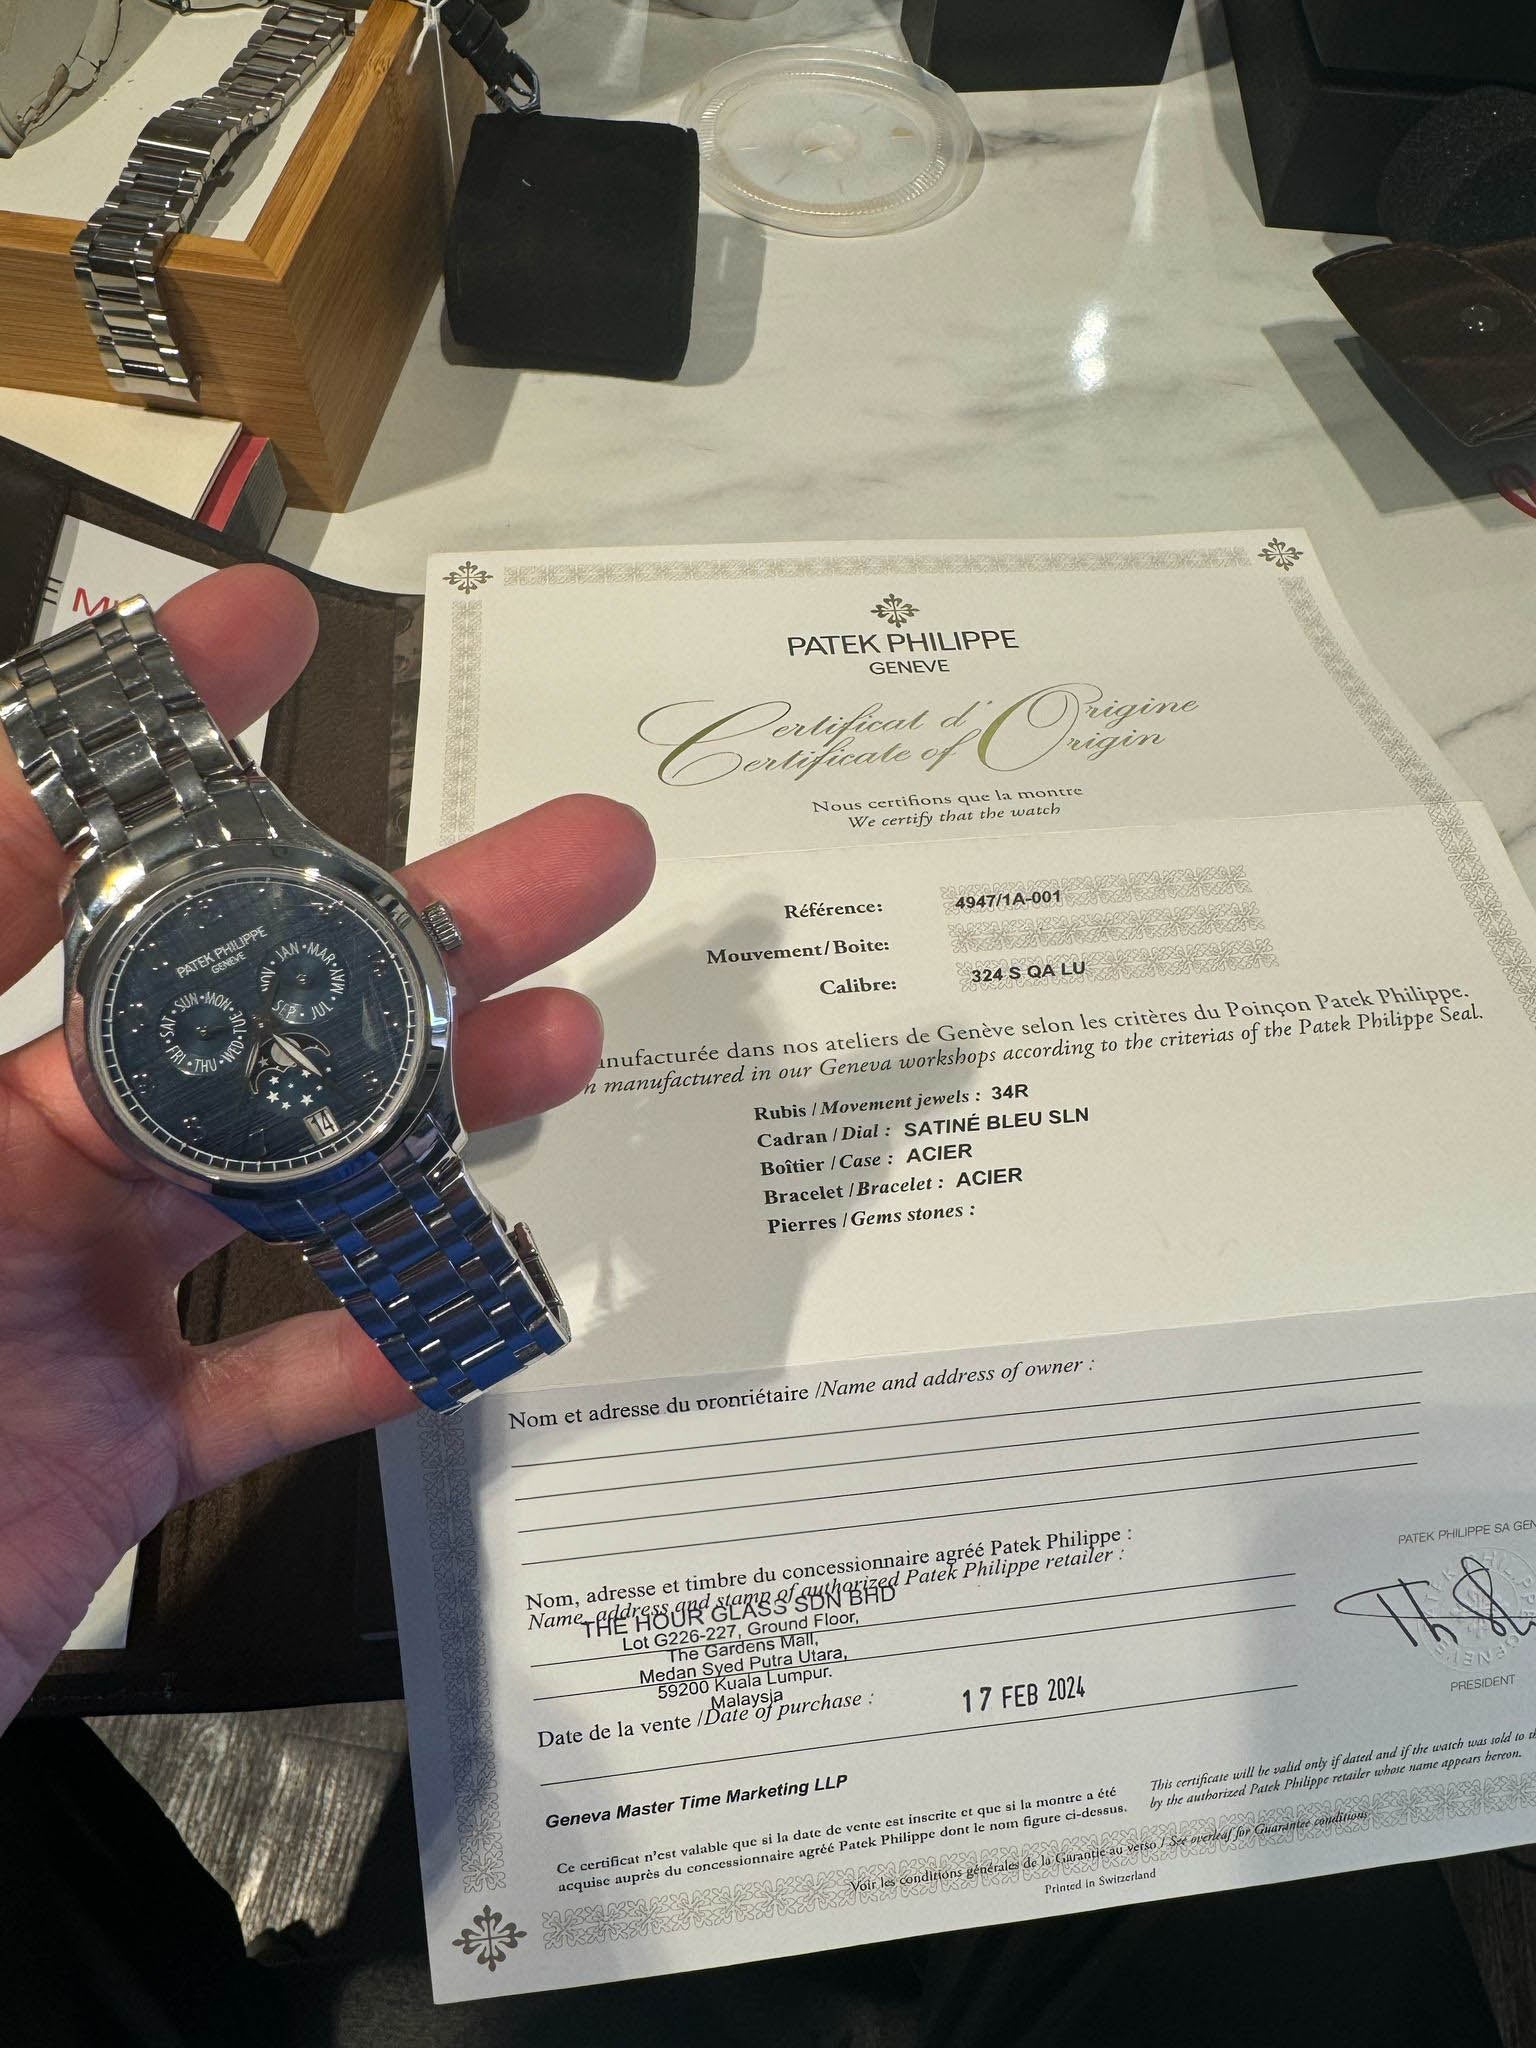 PATEK PHILIPPE
GENEVE
Certificat d'Origine
Certificate of Origin
Nous certifions que la montre
We certify that the watch
Référence: 4947/1A-001
Mouvement/Boite:
Calibre: 324 S QA LU
manufacturée dans nos ateliers de Genève selon les critères du Poinçon Patek Philippe.
manufactured in our Geneva workshops according to the criterias of the Patek Philippe Seal.
Rubis / Movement jewels : 34R
Cadran / Dial : SATINÉ BLEU SLN
Boîtier / Case : ACIER
Bracelet / Bracelet : ACIER
Pierres / Gems stones :
Nom et adresse du propriétaire / Name and address of owner :
Nom, adresse et timbre du concessionnaire agréé Patek Philippe :
Name, address and stamp of authorized Patek Philippe retailer :
THE HOUR GLASS SDN BHD
Lot G226-227, Ground Floor,
The Gardens Mall,
Medan Syed Putra Utara,
59200 Kuala Lumpur.
Malaysia
Date de la vente / Date of purchase : 17 FEB 2024
Geneva Master Time Marketing LLP
Ce certificat n'est valable que si la date de vente est inscrite et que si la montre a été
acquise auprès du concessionnaire agréé Patek Philippe dont le nom figure ci-dessus.
This certificate will be valid only if dated and if the watch was sold to
by the authorized Patek Philippe retailer whose name appears hereon.
Voir les conditions générales de la Garantie au verso / See overleaf for Guarantee conditions
Printed in Switzerland
PATEK PHILIPPE SA GEN
PRESIDENT
PATEK PHILIPPE
GENEVE
JAN • MAR • MAY
JUL • SEP • NOV
SUN • MON • TUE
WED • THU • FRI • SAT
14